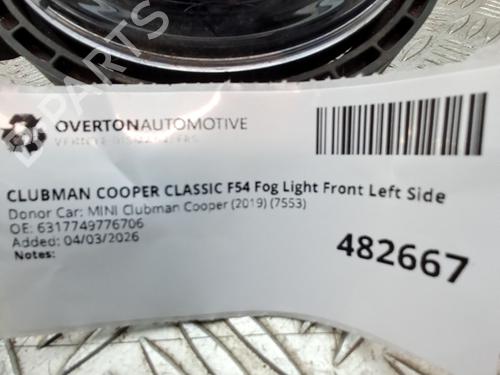 OVERTONAUTOMOTIVE
CLUBMAN COOPER CLASSIC F54 Fog Light Front Left Side
Donor Car: MINI Clubman Cooper (2019) (7553)
OE: 6317749776706
Added: 04/03/2026
Notes:
482667